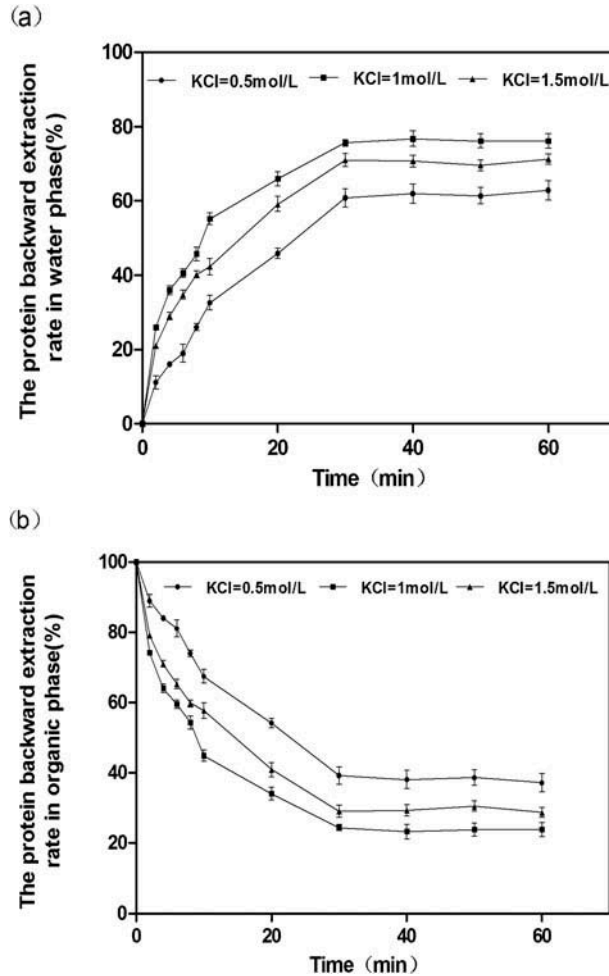 (a)
100
KCl=0.5mol/L KCl=1mol/L KCl=1.5mol/L
80
60
40
20
0
The protein backward extraction
rate in water phase(%)
0 20 40 60
Time（min）
(b)
100
KCl=0.5mol/L KCl=1mol/L KCl=1.5mol/L
80
60
40
20
0
The protein backward extraction
rate in organic phase(%)
0 20 40 60
Time（min）